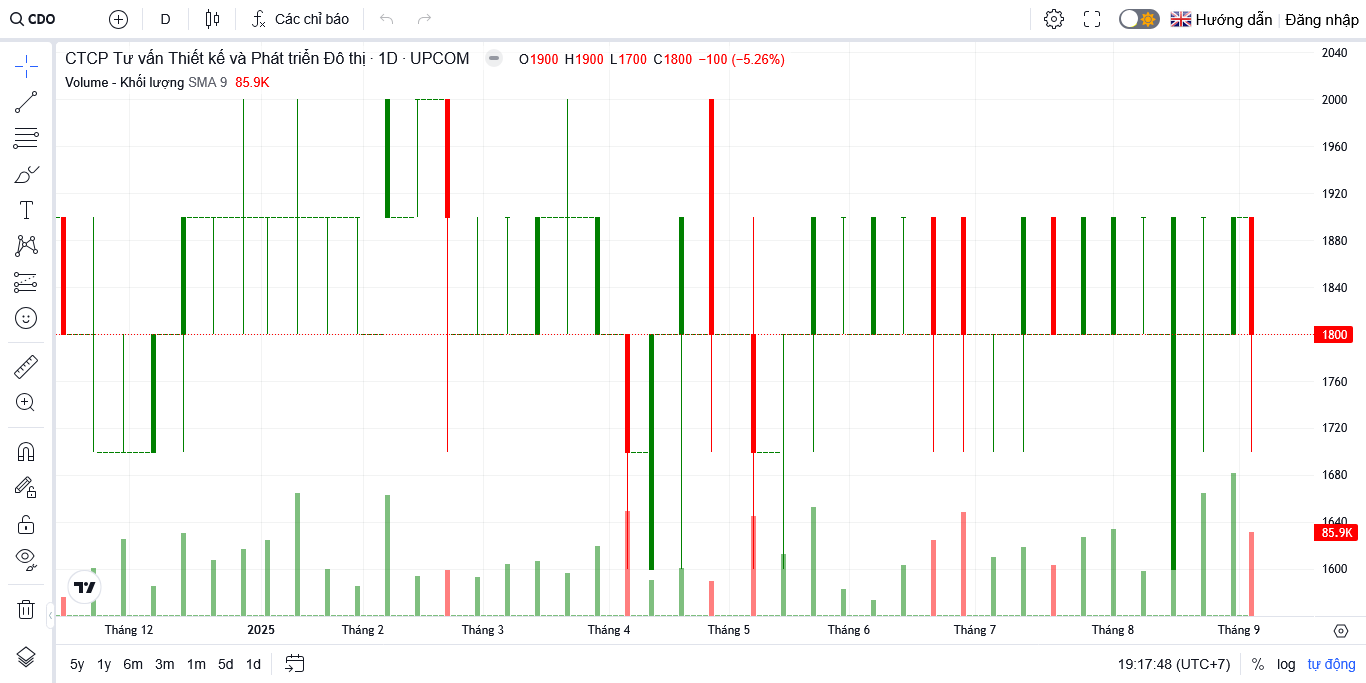 CDO D Các chỉ báo Hướng dẫn Đăng nhập
CTCP Tư vấn Thiết kế và Phát triển Đô thị · 1D · UPCOM O1900 H1900 L1700 C1800 −100 (−5.26%)
Volume - Khối lượng SMA 9 85.9K
2040
2000
1960
1920
1880
1840
1800
1760
1720
1680
1640
85.9K
1600
Tháng 12 2025 Tháng 2 Tháng 3 Tháng 4 Tháng 5 Tháng 6 Tháng 7 Tháng 8 Tháng 9
5y 1y 6m 3m 1m 5d 1d 19:17:48 (UTC+7) % log tự động